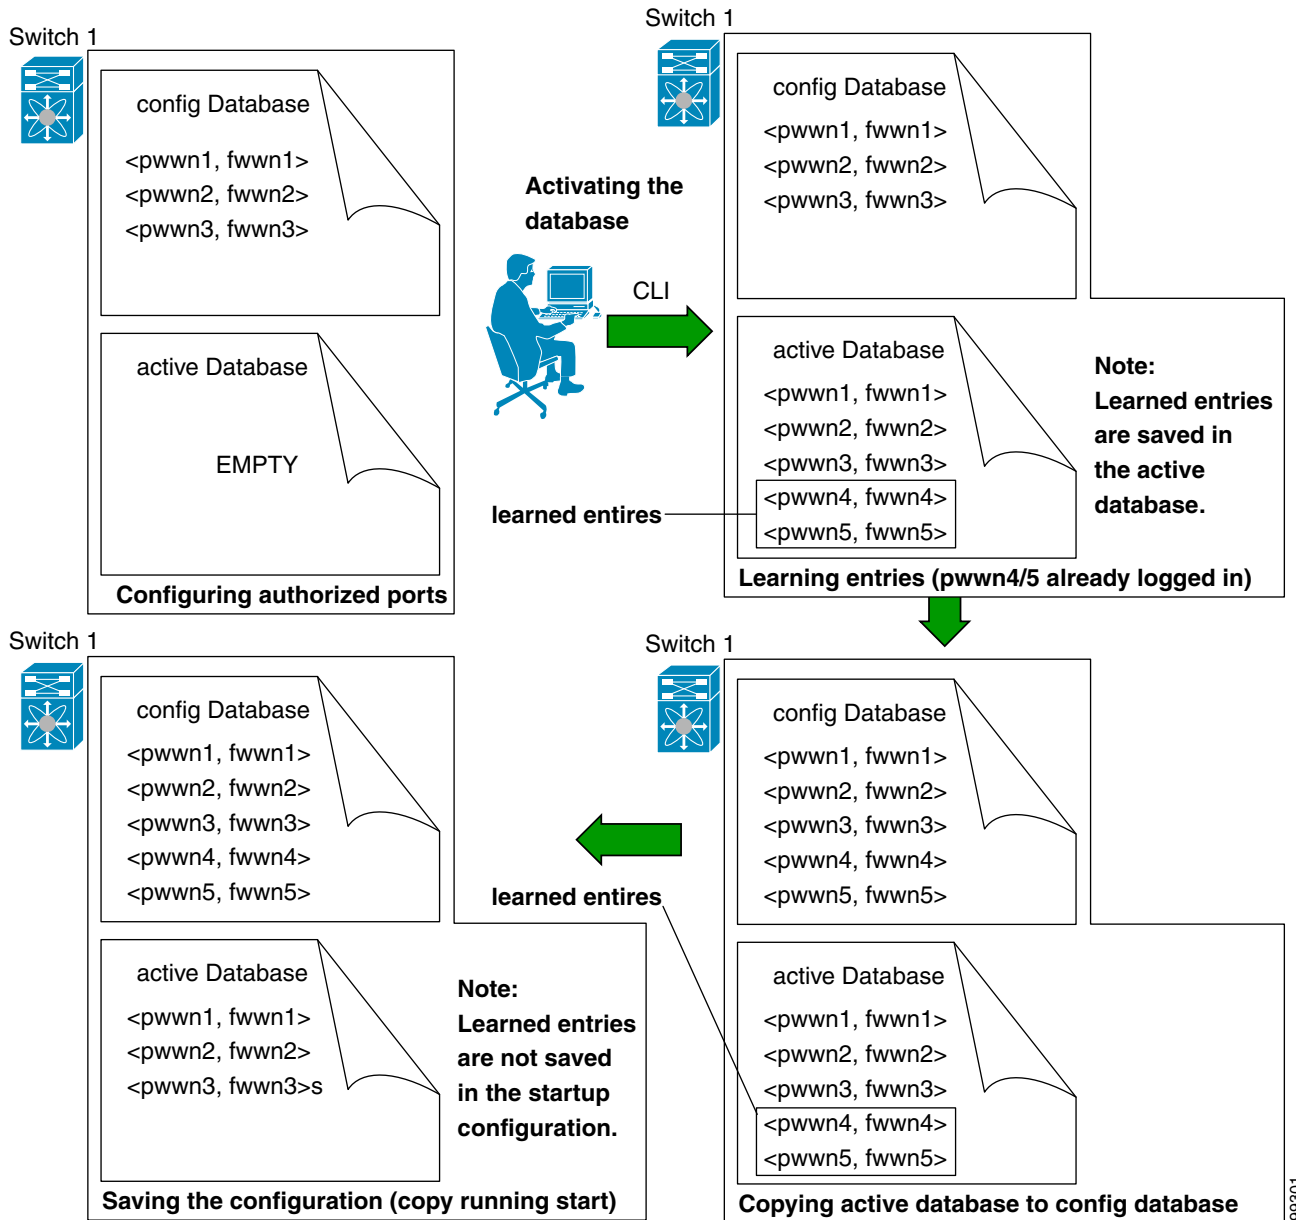 Switch 1
config Database
<pwwn1, fwwn1>
<pwwn2, fwwn2>
<pwwn3, fwwn3>
active Database
EMPTY
Configuring authorized ports
Activating the
database
CLI
Switch 1
config Database
<pwwn1, fwwn1>
<pwwn2, fwwn2>
<pwwn3, fwwn3>
active Database
<pwwn1, fwwn1>
<pwwn2, fwwn2>
<pwwn3, fwwn3>
<pwwn4, fwwn4>
<pwwn5, fwwn5>
learned entires
Note:
Learned entries
are saved in
the active
database.
Learning entries (pwwn4/5 already logged in)
Switch 1
config Database
<pwwn1, fwwn1>
<pwwn2, fwwn2>
<pwwn3, fwwn3>
<pwwn4, fwwn4>
<pwwn5, fwwn5>
active Database
<pwwn1, fwwn1>
<pwwn2, fwwn2>
<pwwn3, fwwn3>s
Note:
Learned entries
are not saved
in the startup
configuration.
Saving the configuration (copy running start)
learned entires
Switch 1
config Database
<pwwn1, fwwn1>
<pwwn2, fwwn2>
<pwwn3, fwwn3>
<pwwn4, fwwn4>
<pwwn5, fwwn5>
active Database
<pwwn1, fwwn1>
<pwwn2, fwwn2>
<pwwn3, fwwn3>
<pwwn4, fwwn4>
<pwwn5, fwwn5>
Copying active database to config database
99301